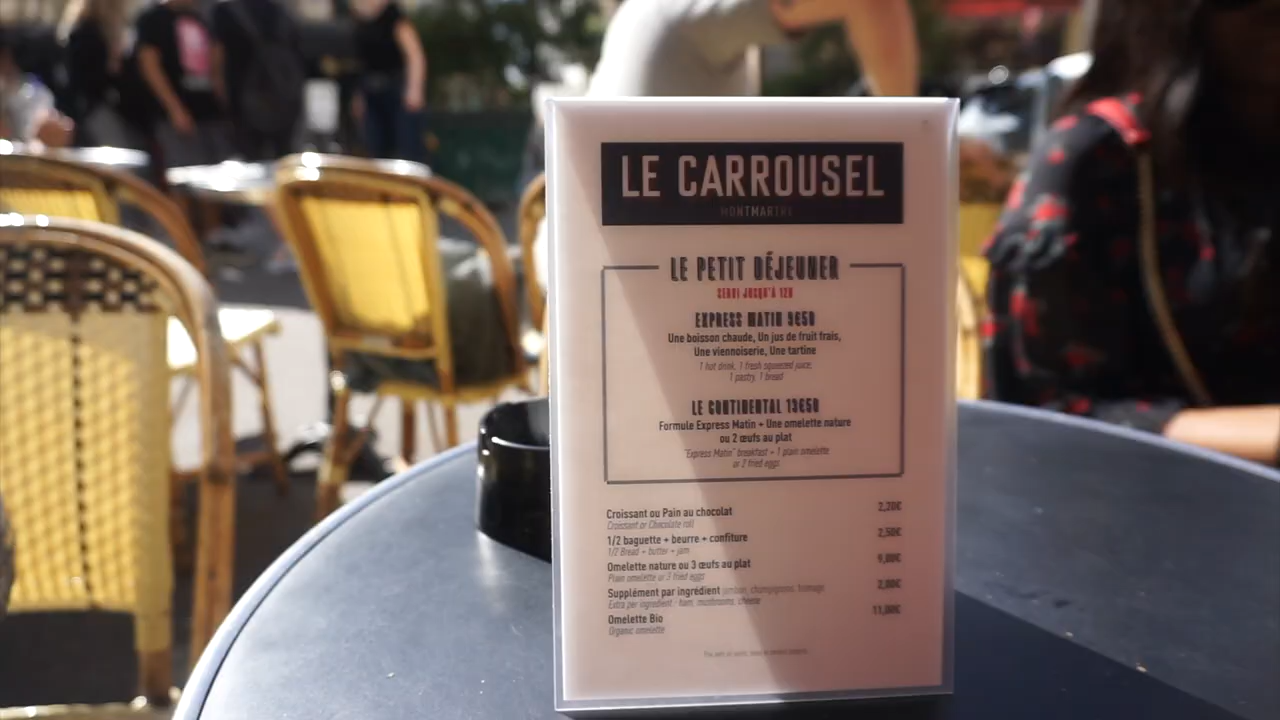 LE CARROUSEL
MONTMARTRE
LE PETIT DÉJEUNER
SERVI JUSQU'À 12H
EXPRESS MATIN 9€50
Une boisson chaude, Un jus de fruit frais,
Une viennoiserie, Une tartine
1 hot drink, 1 fresh squeezed juice,
1 pastry, 1 bread
LE CONTINENTAL 13€50
Formule Express Matin + Une omelette nature
ou 2 œufs au plat
"Express Matin" breakfast + 1 plain omelette
or 2 fried eggs
Croissant ou Pain au chocolat 2,20€
Croissant or Chocolate roll
1/2 baguette + beurre + confiture 2,50€
1/2 Bread + butter + jam
Omelette nature ou 3 œufs au plat 9,00€
Plain omelette or 3 fried eggs
Supplément par ingrédient jambon, champignons, fromage 2,00€
Extra per ingredient : ham, mushrooms, cheese
Omelette Bio 11,00€
Organic omelette